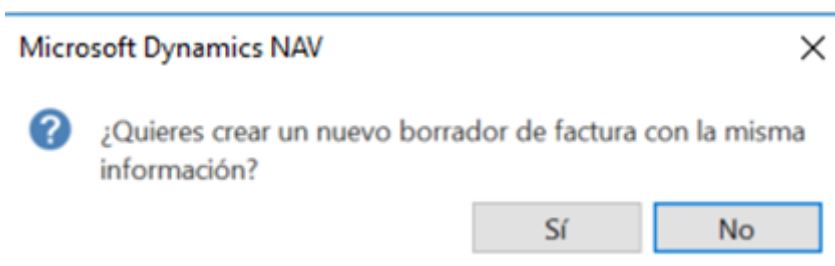 Microsoft Dynamics NAV
¿Quieres crear un nuevo borrador de factura con la misma
información?
Sí
No